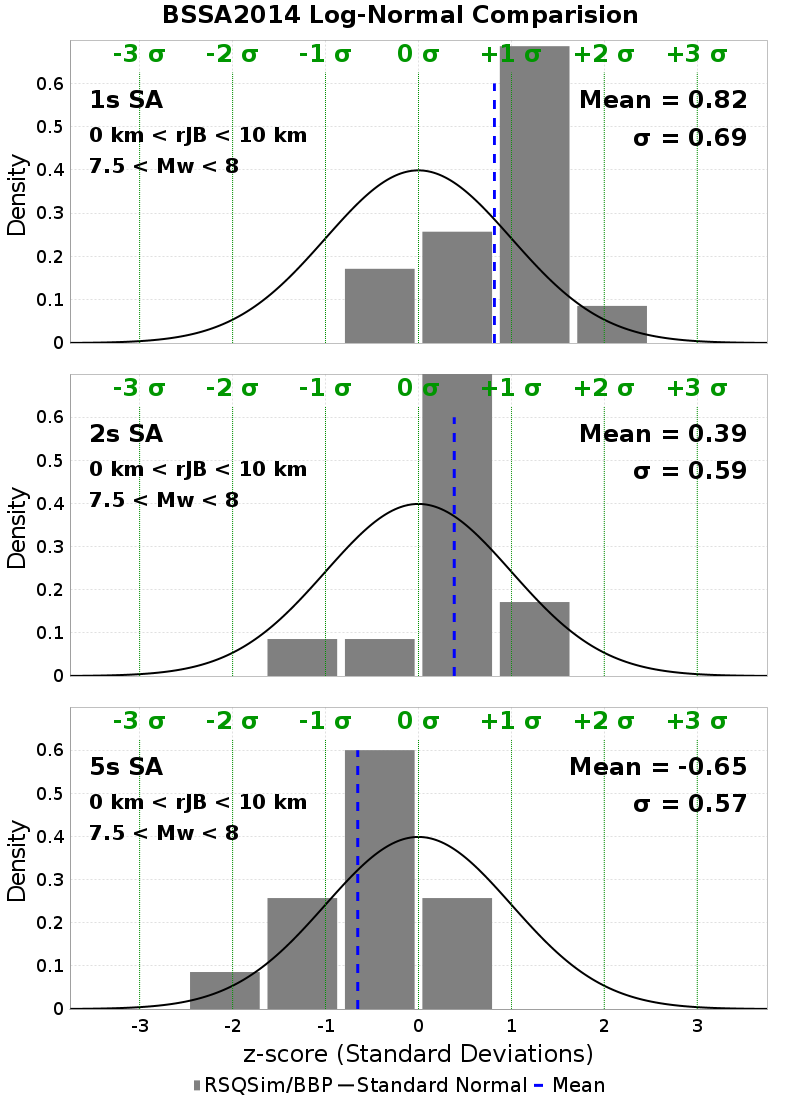 BSSA2014 Log-Normal Comparision
-3 σ -2 σ -1 σ 0 σ +1 σ +2 σ +3 σ
1s SA
0 km < rJB < 10 km
7.5 < Mw < 8
Mean = 0.82
σ = 0.69
Density
0.6
0.5
0.4
0.3
0.2
0.1
0
-3 σ -2 σ -1 σ 0 σ +1 σ +2 σ +3 σ
2s SA
0 km < rJB < 10 km
7.5 < Mw < 8
Mean = 0.39
σ = 0.59
Density
0.6
0.5
0.4
0.3
0.2
0.1
0
-3 σ -2 σ -1 σ 0 σ +1 σ +2 σ +3 σ
5s SA
0 km < rJB < 10 km
7.5 < Mw < 8
Mean = -0.65
σ = 0.57
Density
0.6
0.5
0.4
0.3
0.2
0.1
0
-3 -2 -1 0 1 2 3
z-score (Standard Deviations)
RSQSim/BBP Standard Normal Mean